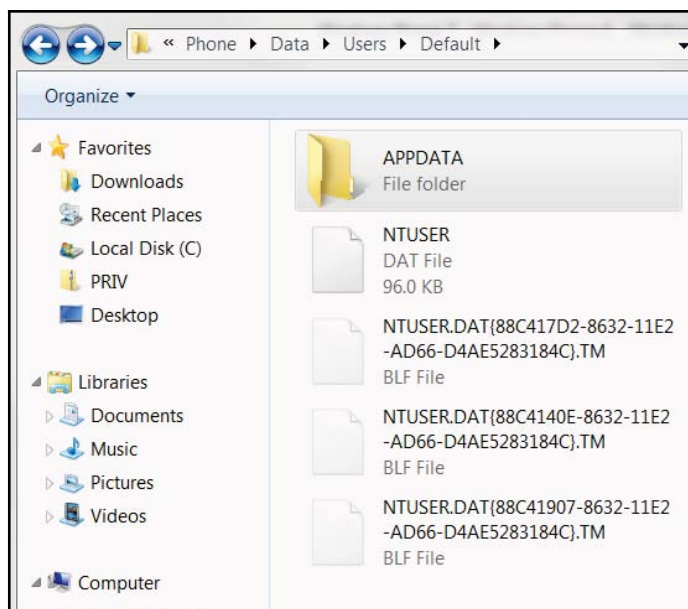 « Phone Data Users Default
Organize
Favorites
Downloads
Recent Places
Local Disk (C)
PRIV
Desktop
Libraries
Documents
Music
Pictures
Videos
Computer
APPDATA
File folder
NTUSER
DAT File
96.0 KB
NTUSER.DAT{88C417D2-8632-11E2
-AD66-D4AE5283184C}.TM
BLF File
NTUSER.DAT{88C4140E-8632-11E2
-AD66-D4AE5283184C}.TM
BLF File
NTUSER.DAT{88C41907-8632-11E2
-AD66-D4AE5283184C}.TM
BLF File